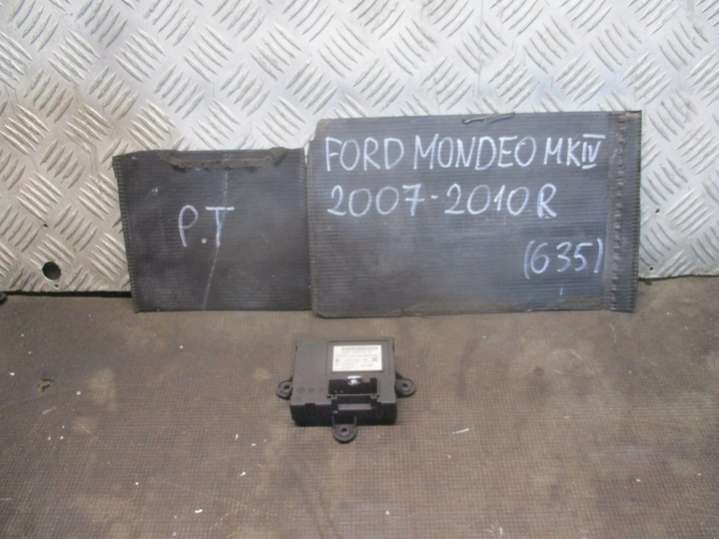 P.T
FORD MONDEO MKIV
2007-2010R
(635)